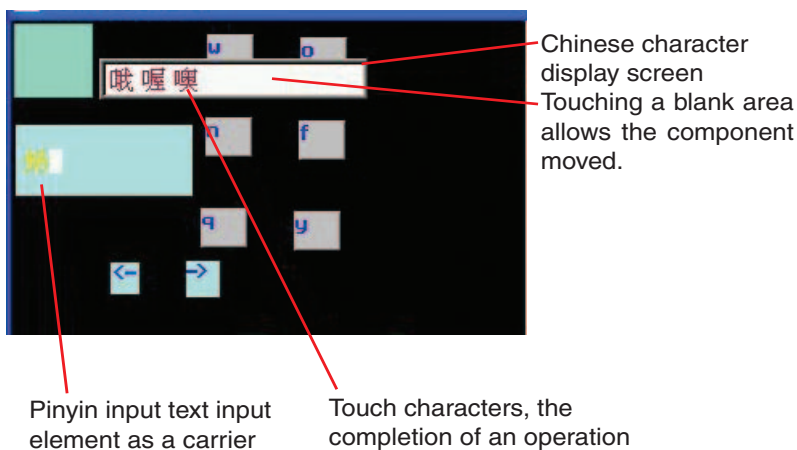 w o
哦 喔 噢
n f
q y
<- ->
Chinese character
display screen
Touching a blank area
allows the component
moved.
Pinyin input text input
element as a carrier
Touch characters, the
completion of an operation